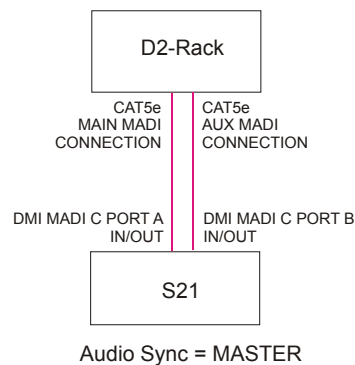 D2-Rack
CAT5e
MAIN MADI
CONNECTION
CAT5e
AUX MADI
CONNECTION
DMI MADI C PORT A
IN/OUT
DMI MADI C PORT B
IN/OUT
S21
Audio Sync = MASTER